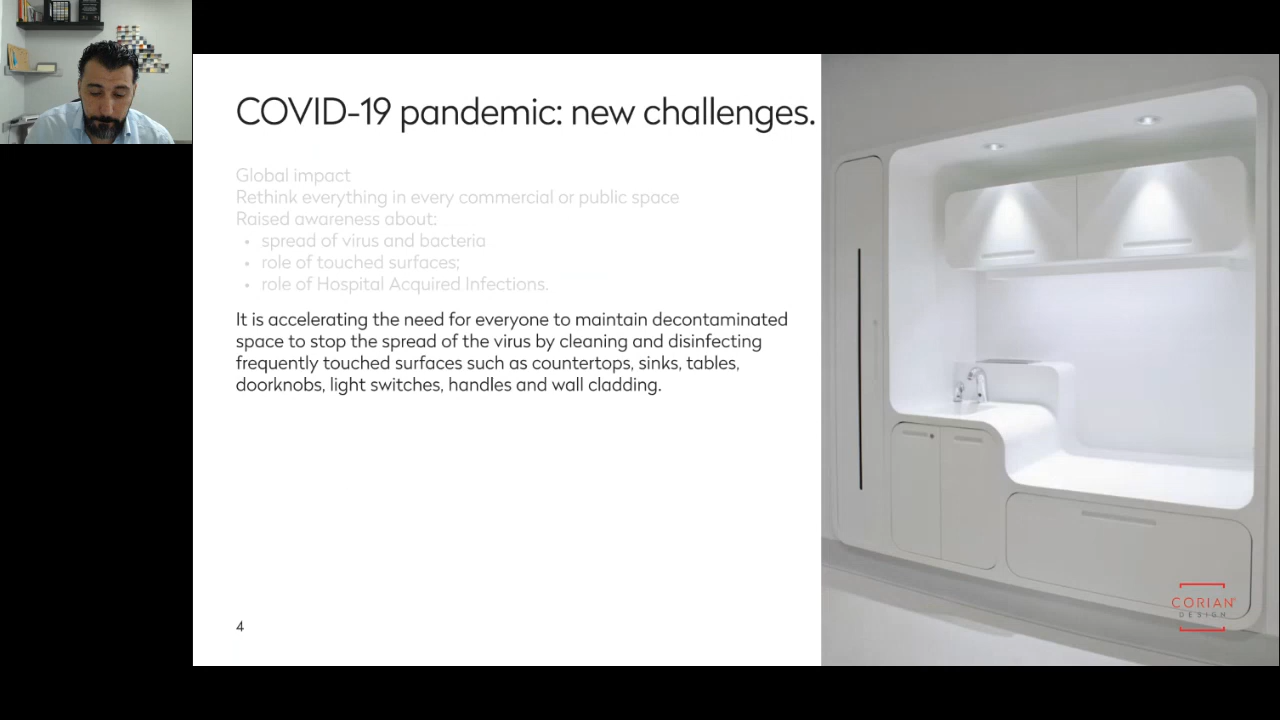 COVID-19 pandemic: new challenges.
Global impact
Rethink everything in every commercial or public space
Raised awareness about:
• spread of virus and bacteria
• role of touched surfaces;
• role of Hospital Acquired Infections.
It is accelerating the need for everyone to maintain decontaminated
space to stop the spread of the virus by cleaning and disinfecting
frequently touched surfaces such as countertops, sinks, tables,
doorknobs, light switches, handles and wall cladding.
4
CORIAN®
DESIGN